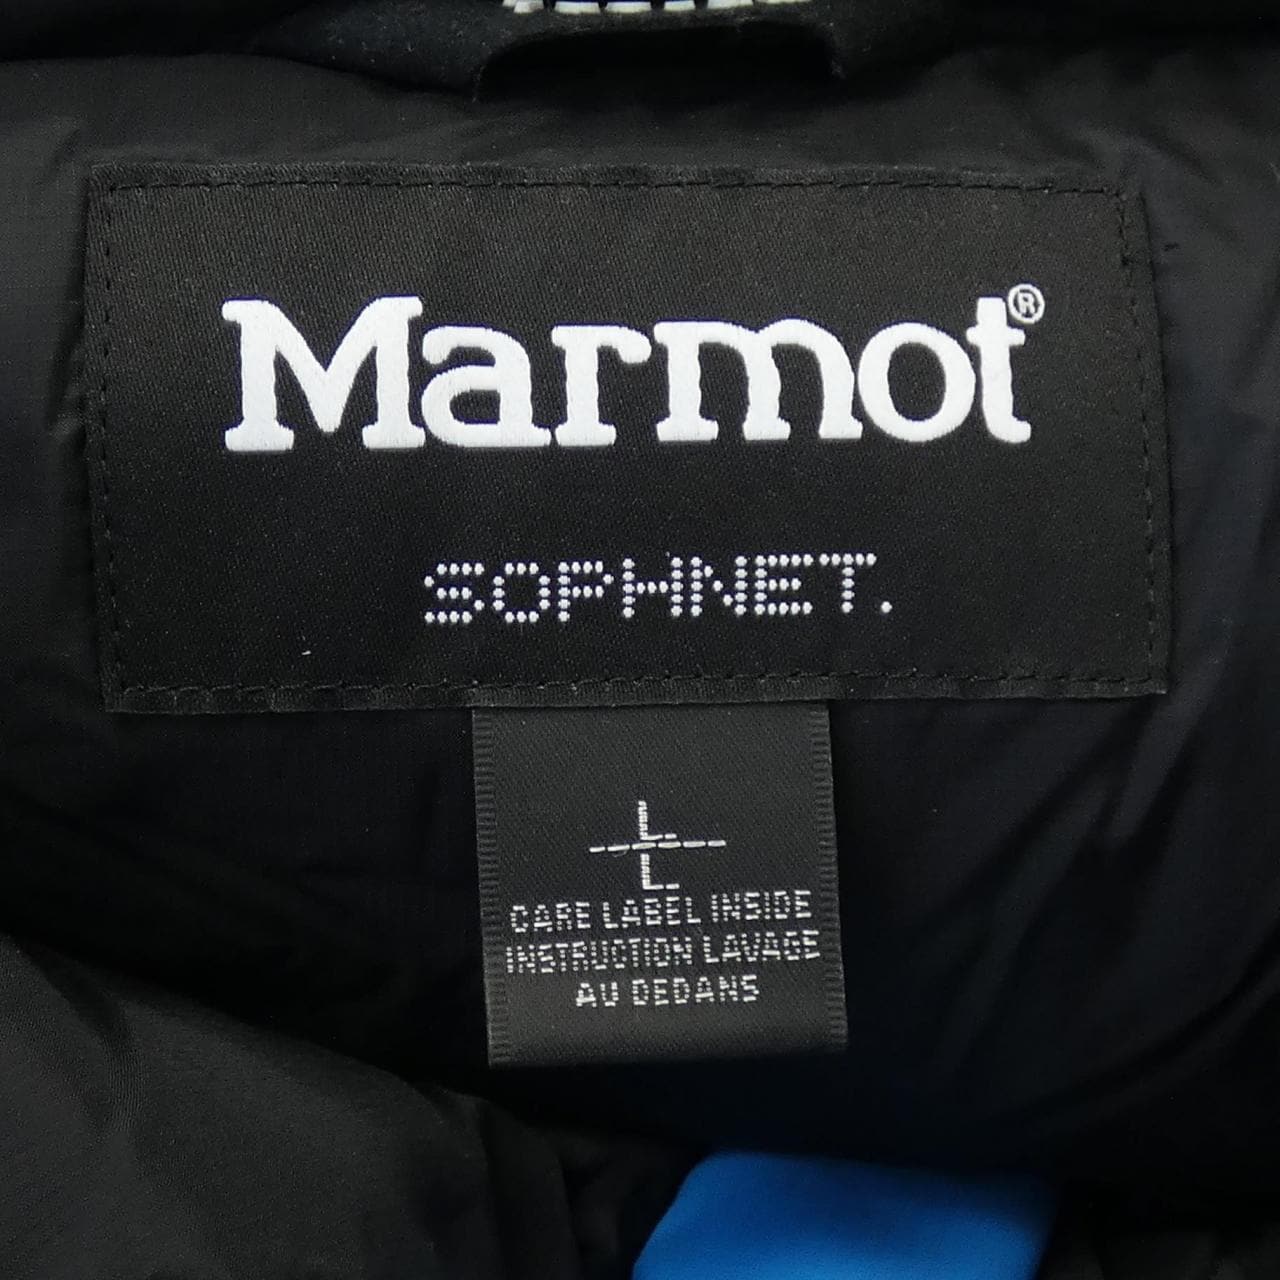 Marmot®
SOPHNET.
L
L
CARE LABEL INSIDE
INSTRUCTION LAVAGE
AU DEDANS